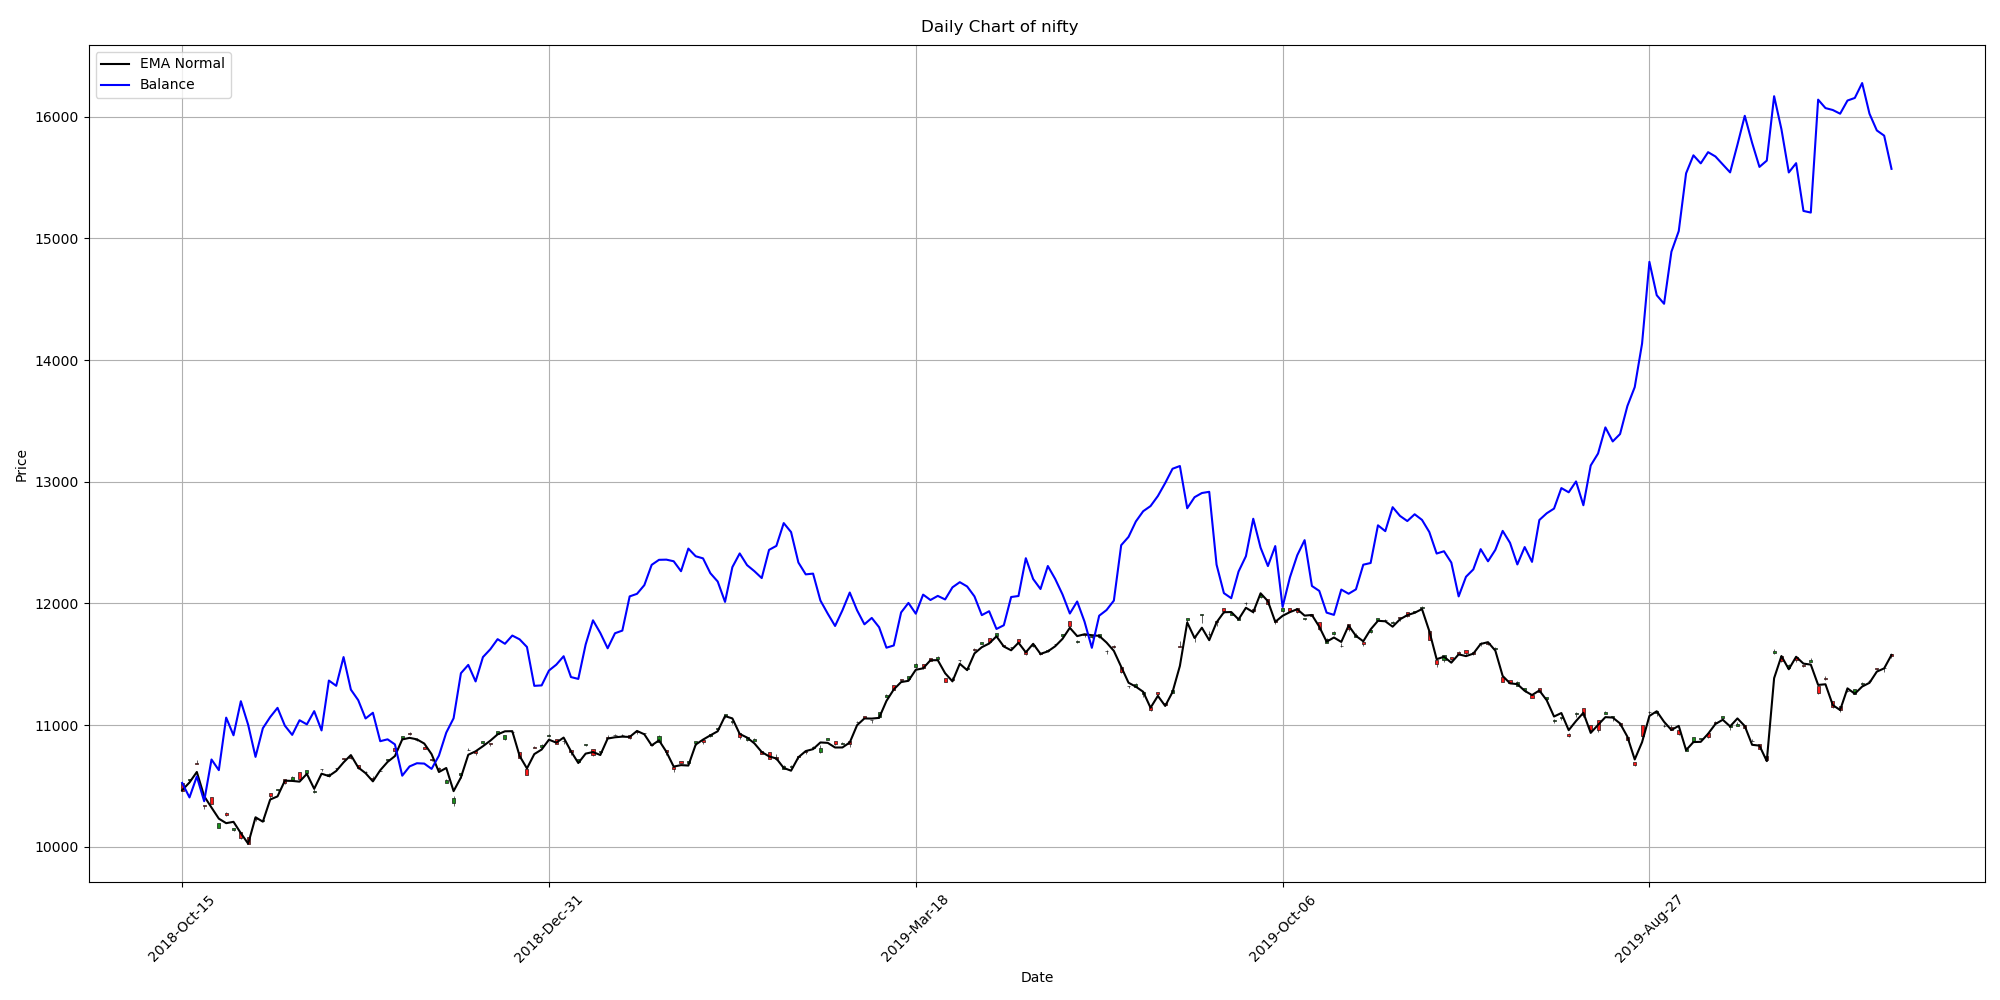 Daily Chart of nifty
EMA Normal
Balance
16000
15000
14000
13000
12000
11000
10000
Price
2018-Oct-15
2018-Dec-31
2019-Mar-18
2019-Oct-06
2019-Aug-27
Date